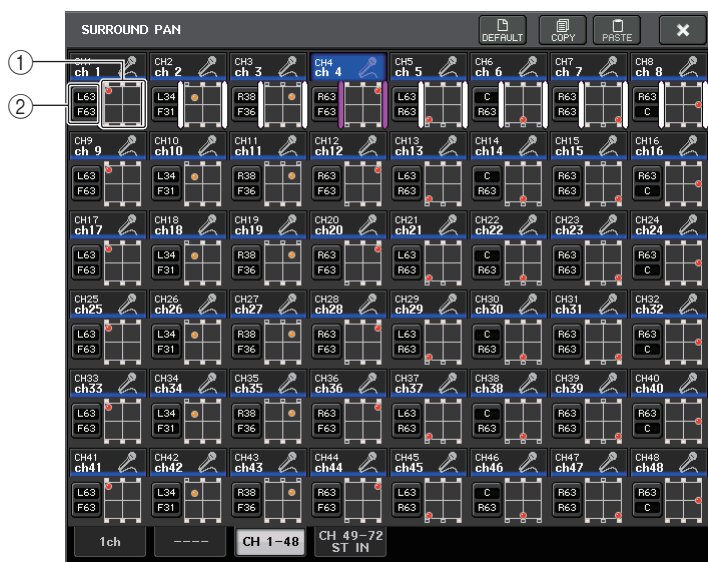 SURROUND PAN
DEFAULT COPY PASTE
1
CH1 CH2 CH3 CH4 CH5 CH6 CH7 CH8
ch 1 ch 2 ch 3 ch 4 ch 5 ch 6 ch 7 ch 8
2
L63 L34 R38 R63 L63 C R63 R63
F63 F31 F36 F63 R63 R63 R63 C
CH9 CH10 CH11 CH12 CH13 CH14 CH15 CH16
ch 9 ch10 ch11 ch12 ch13 ch14 ch15 ch16
L63 L34 R38 R63 L63 C R63 R63
F63 F31 F36 F63 R63 R63 R63 C
CH17 CH18 CH19 CH20 CH21 CH22 CH23 CH24
ch17 ch18 ch19 ch20 ch21 ch22 ch23 ch24
L63 L34 R38 R63 L63 C R63 R63
F63 F31 F36 F63 R63 R63 R63 C
CH25 CH26 CH27 CH28 CH29 CH30 CH31 CH32
ch25 ch26 ch27 ch28 ch29 ch30 ch31 ch32
L63 L34 R38 R63 L63 C R63 R63
F63 F31 F36 F63 R63 R63 R63 C
CH33 CH34 CH35 CH36 CH37 CH38 CH39 CH40
ch33 ch34 ch35 ch36 ch37 ch38 ch39 ch40
L63 L34 R38 R63 L63 C R63 R63
F63 F31 F36 F63 R63 R63 R63 C
CH41 CH42 CH43 CH44 CH45 CH46 CH47 CH48
ch41 ch42 ch43 ch44 ch45 ch46 ch47 ch48
L63 L34 R38 R63 L63 C R63 R63
F63 F31 F36 F63 R63 R63 R63 C
1ch ---- CH 1-48 CH 49-72
ST IN